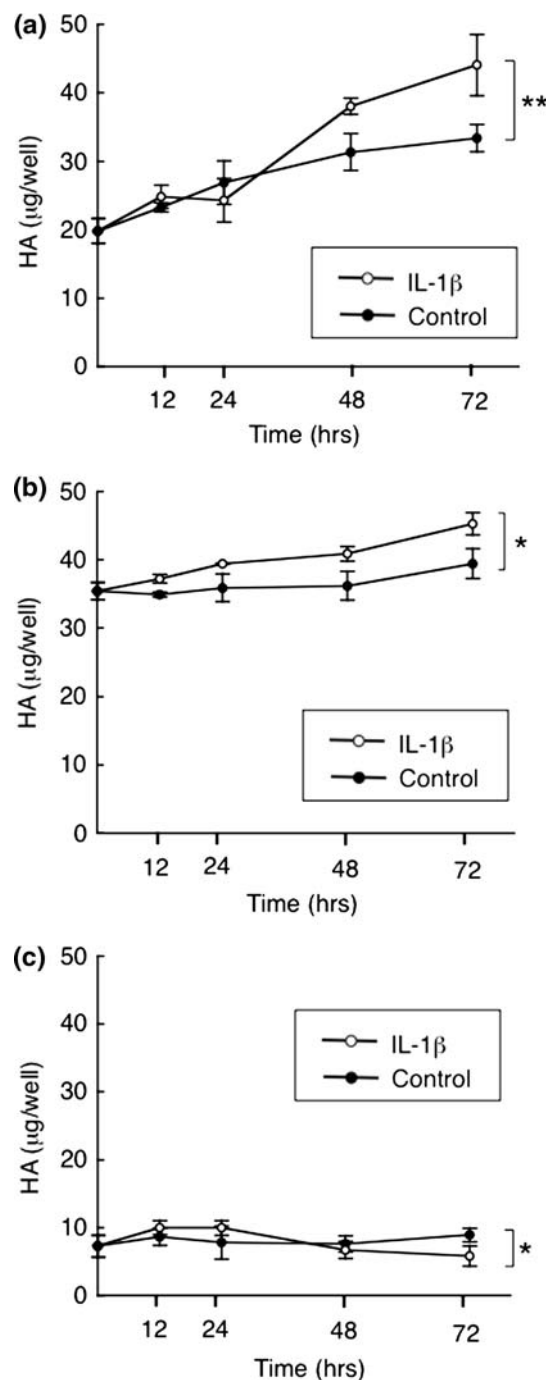 (a)
50
40
30
20
10
0
HA (µg/well)
**
IL-1β
Control
12 24 48 72
Time (hrs)
(b)
50
40
30
20
10
0
HA (µg/well)
*
IL-1β
Control
12 24 48 72
Time (hrs)
(c)
50
40
30
20
10
0
HA (µg/well)
IL-1β
Control
*
12 24 48 72
Time (hrs)